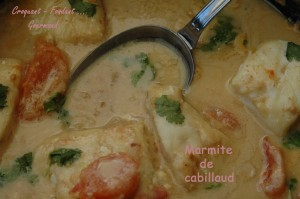 Croquant - Fondant.
Gourmand
Marmite
de
cabillaud